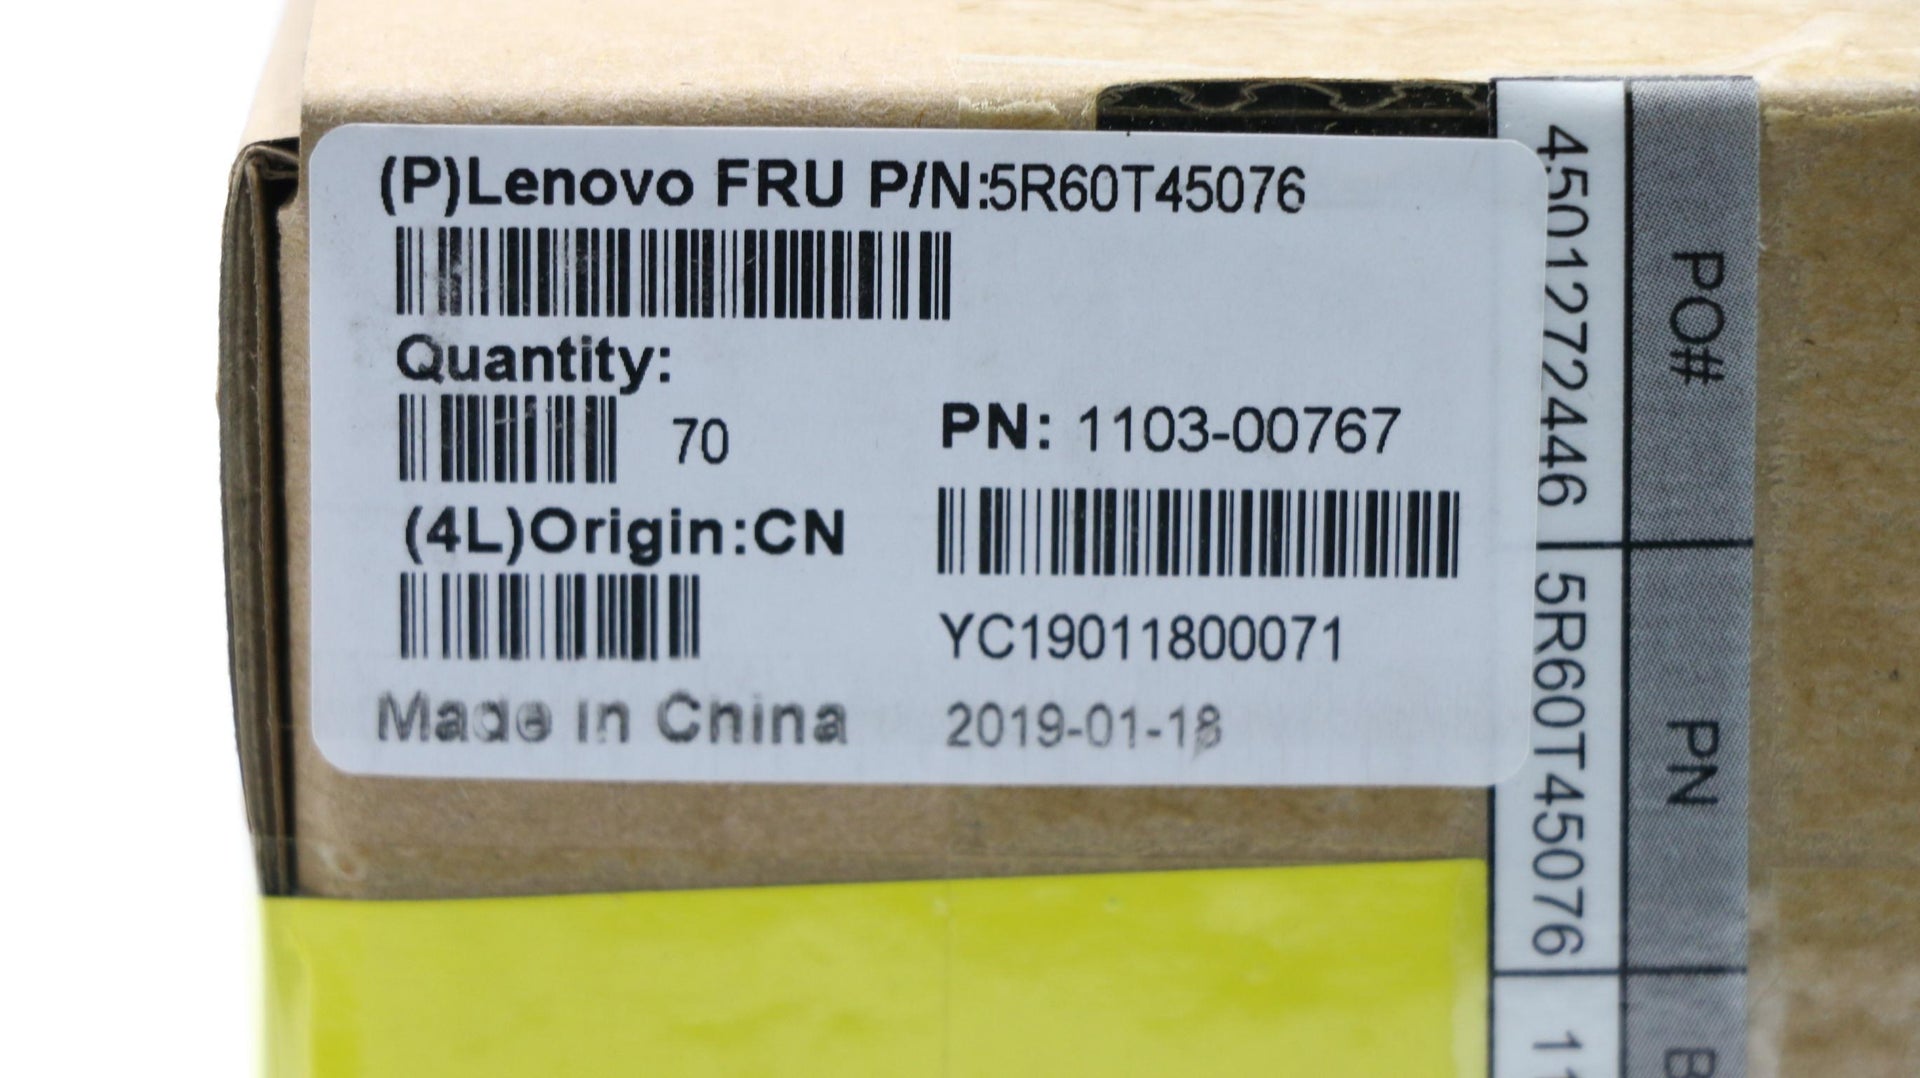 (P)Lenovo FRU P/N:5R60T45076
Quantity:
70
PN: 1103-00767
(4L)Origin:CN
YC19011800071
Made in China
2019-01-18
4501272446
PO#
5R60T45076
PN